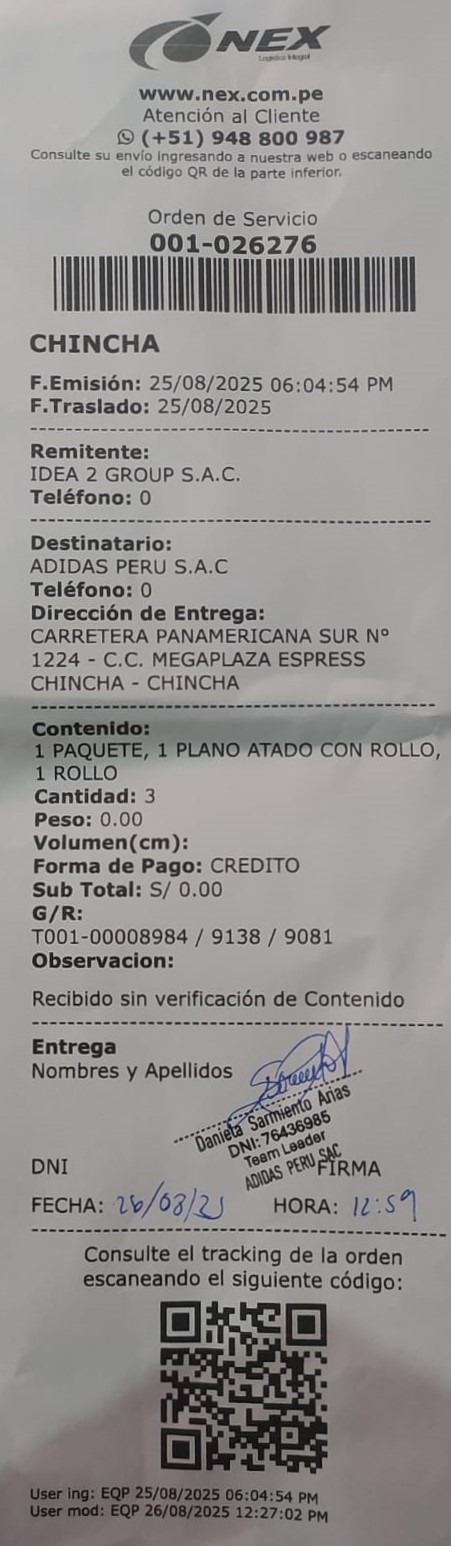 NEX
Logística Integral
www.nex.com.pe
Atención al Cliente
(+51) 948 800 987
Consulte su envío ingresando a nuestra web o escaneando
el código QR de la parte inferior.
Orden de Servicio
001-026276
CHINCHA
F.Emisión: 25/08/2025 06:04:54 PM
F.Traslado: 25/08/2025
Remitente:
IDEA 2 GROUP S.A.C.
Teléfono: 0
Destinatario:
ADIDAS PERU S.A.C
Teléfono: 0
Dirección de Entrega:
CARRETERA PANAMERICANA SUR N°
1224 - C.C. MEGAPLAZA ESPRESS
CHINCHA - CHINCHA
Contenido:
1 PAQUETE, 1 PLANO ATADO CON ROLLO,
1 ROLLO
Cantidad: 3
Peso: 0.00
Volumen(cm):
Forma de Pago: CREDITO
Sub Total: S/ 0.00
G/R:
T001-00008984 / 9138 / 9081
Observacion:
Recibido sin verificación de Contenido
Entrega
Nombres y Apellidos
Daniela Sarmiento Arias
DNI: 76436985
Team Leader
ADIDAS PERU SAC
DNI FIRMA
FECHA: 26/08/25 HORA: 12:59
Consulte el tracking de la orden
escaneando el siguiente código:
User ing: EQP 25/08/2025 06:04:54 PM
User mod: EQP 26/08/2025 12:27:02 PM